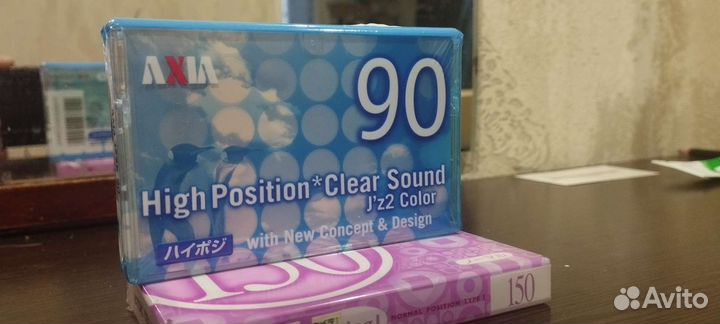 AXIA
90
High Position*Clear Sound
J'z2 Color
ハイポジ
with New Concept & Design
150
NORMAL POSITION TYPE I
150
Avito